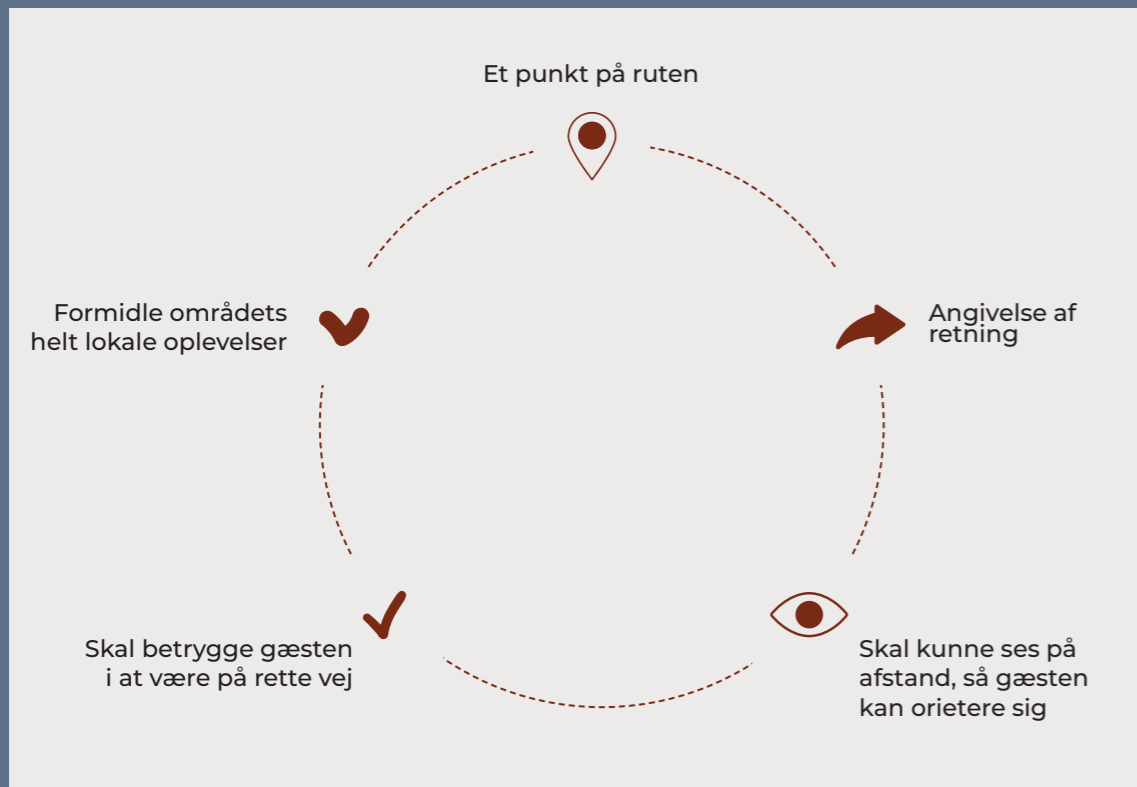 Et punkt på ruten
Angivelse af
retning
Skal kunne ses på
afstand, så gæsten
kan orietere sig
Skal betrygge gæsten
i at være på rette vej
Formidle områdets
helt lokale oplevelser